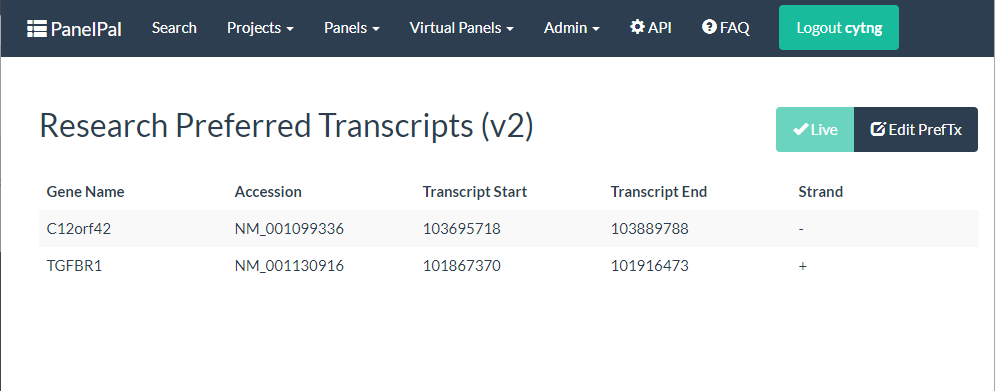 PanelPal Search Projects Panels Virtual Panels Admin API FAQ Logout cytng
Research Preferred Transcripts (v2) Live Edit PrefTx
Gene Name Accession Transcript Start Transcript End Strand
C12orf42 NM_001099336 103695718 103889788 -
TGFBR1 NM_001130916 101867370 101916473 +